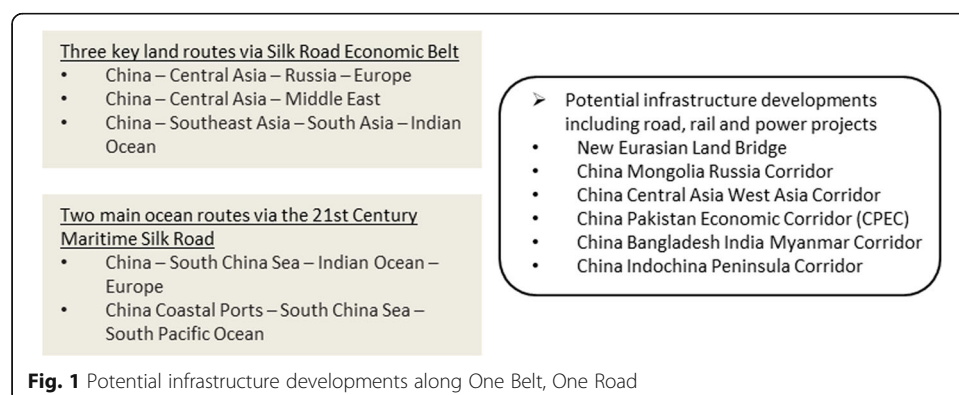 Three key land routes via Silk Road Economic Belt
• China – Central Asia – Russia – Europe
• China – Central Asia – Middle East
• China – Southeast Asia – South Asia – Indian
Ocean
Two main ocean routes via the 21st Century
Maritime Silk Road
• China – South China Sea – Indian Ocean –
Europe
• China Coastal Ports – South China Sea –
South Pacific Ocean
➢ Potential infrastructure developments
including road, rail and power projects
• New Eurasian Land Bridge
• China Mongolia Russia Corridor
• China Central Asia West Asia Corridor
• China Pakistan Economic Corridor (CPEC)
• China Bangladesh India Myanmar Corridor
• China Indochina Peninsula Corridor
Fig. 1 Potential infrastructure developments along One Belt, One Road